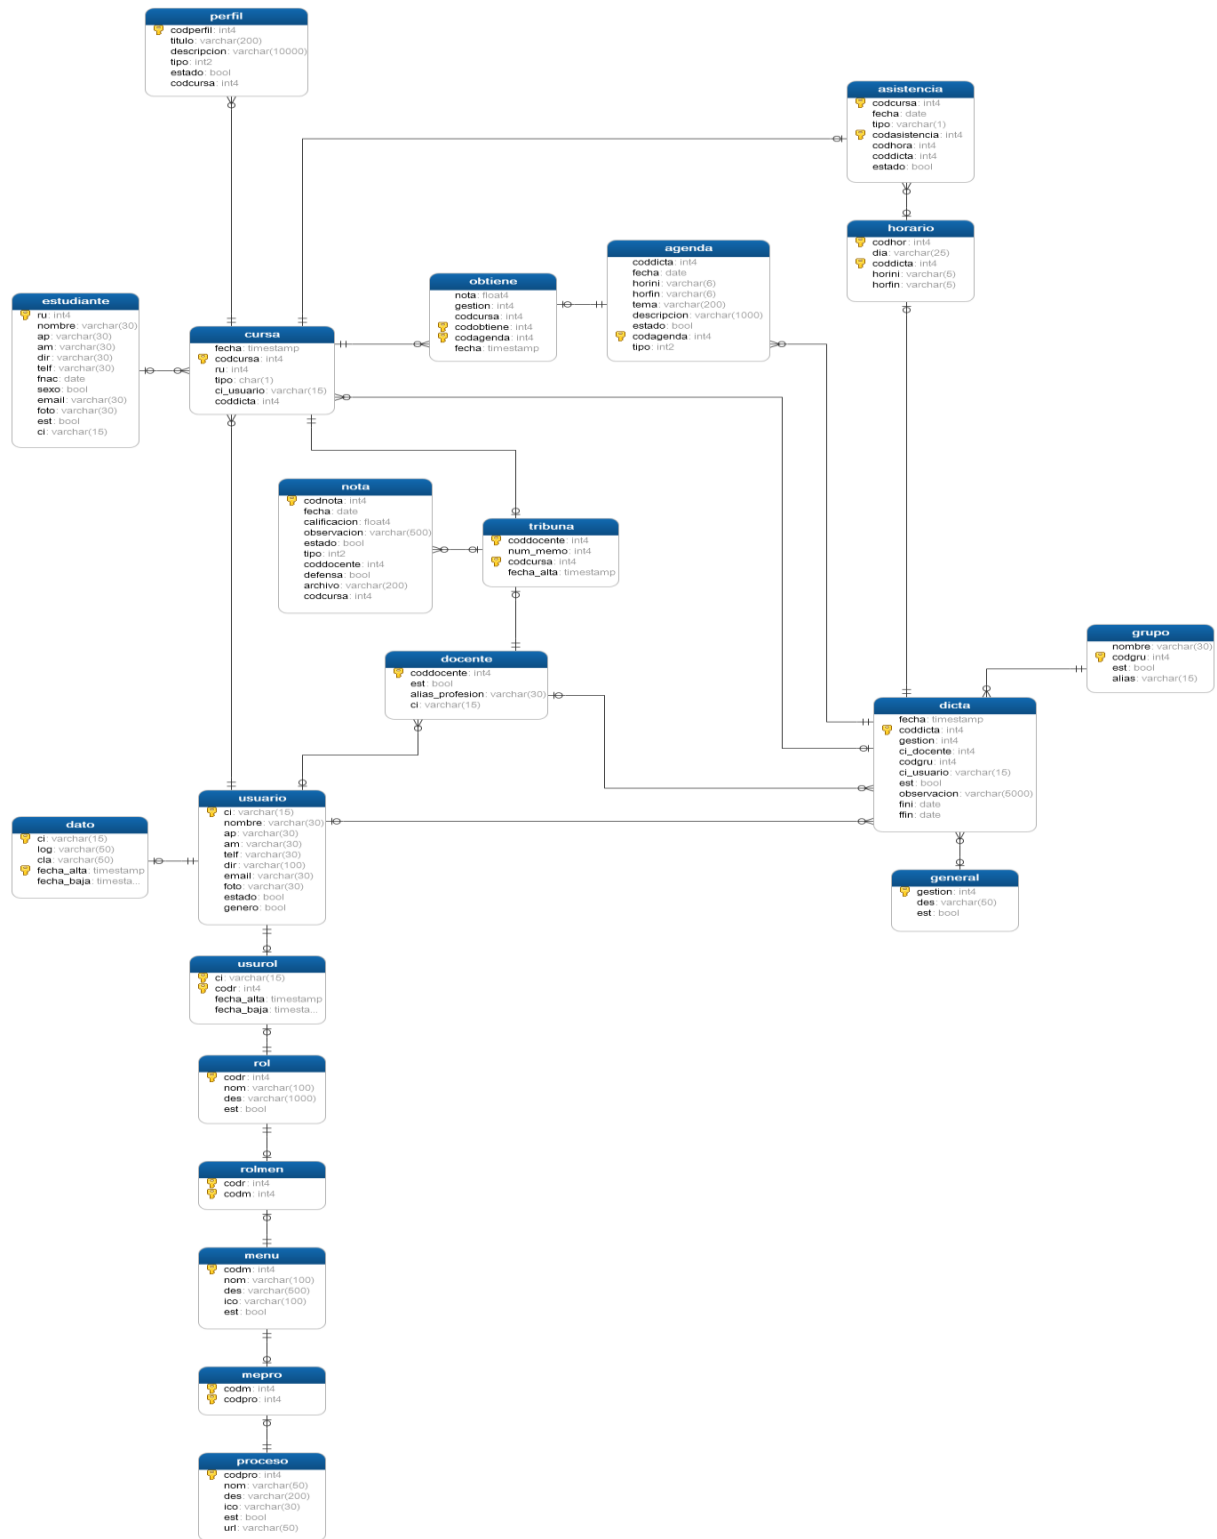 perfil
codperfil: int4
titulo: varchar(200)
descripcion: varchar(10000)
tipo: int2
estado: bool
codcursa: int4
asistencia
codcursa: int4
fecha: date
tipo: varchar(1)
codasistencia: int4
codhora: int4
coddicta: int4
estado: bool
horario
codhor: int4
dia: varchar(25)
coddicta: int4
horini: varchar(5)
horfin: varchar(5)
agenda
coddicta: int4
fecha: date
horini: varchar(6)
horfin: varchar(6)
tema: varchar(200)
descripcion: varchar(1000)
estado: bool
codagenda: int4
tipo: int2
obtiene
nota: float4
gestion: int4
codcursa: int4
codobtiene: int4
codagenda: int4
fecha: timestamp
estudiante
ru: int4
nombre: varchar(30)
ap: varchar(30)
am: varchar(30)
dir: varchar(30)
telf: varchar(30)
fnac: date
sexo: bool
email: varchar(30)
foto: varchar(30)
est: bool
ci: varchar(15)
cursa
fecha: timestamp
codcursa: int4
ru: int4
tipo: char(1)
ci_usuario: varchar(15)
coddicta: int4
nota
codnota: int4
fecha: date
calificacion: float4
observacion: varchar(500)
estado: bool
tipo: int2
coddocente: int4
defensa: bool
archivo: varchar(200)
codcursa: int4
tribuna
coddocente: int4
num_memo: int4
codcursa: int4
fecha_alta: timestamp
grupo
nombre: varchar(30)
codgru: int4
est: bool
alias: varchar(15)
docente
coddocente: int4
est: bool
alias_profesion: varchar(30)
ci: varchar(15)
dicta
fecha: timestamp
coddicta: int4
gestion: int4
ci_docente: int4
codgru: int4
ci_usuario: varchar(15)
est: bool
observacion: varchar(5000)
fini: date
ffin: date
usuario
ci: varchar(15)
nombre: varchar(30)
ap: varchar(30)
am: varchar(30)
telf: varchar(30)
dir: varchar(100)
email: varchar(30)
foto: varchar(30)
estado: bool
genero: bool
dato
ci: varchar(15)
log: varchar(50)
cla: varchar(50)
fecha_alta: timestamp
fecha_baja: timesta...
general
gestion: int4
des: varchar(50)
est: bool
usurol
ci: varchar(15)
codr: int4
fecha_alta: timestamp
fecha_baja: timesta...
rol
codr: int4
nom: varchar(100)
des: varchar(1000)
est: bool
rolmen
codr: int4
codm: int4
menu
codm: int4
nom: varchar(100)
des: varchar(500)
ico: varchar(100)
est: bool
mepro
codm: int4
codpro: int4
proceso
codpro: int4
nom: varchar(50)
des: varchar(200)
ico: varchar(30)
est: bool
url: varchar(50)